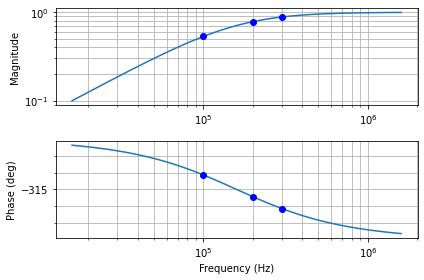 10⁰
Magnitude
10⁻¹
10⁵
10⁶
−315
Phase (deg)
10⁵
10⁶
Frequency (Hz)